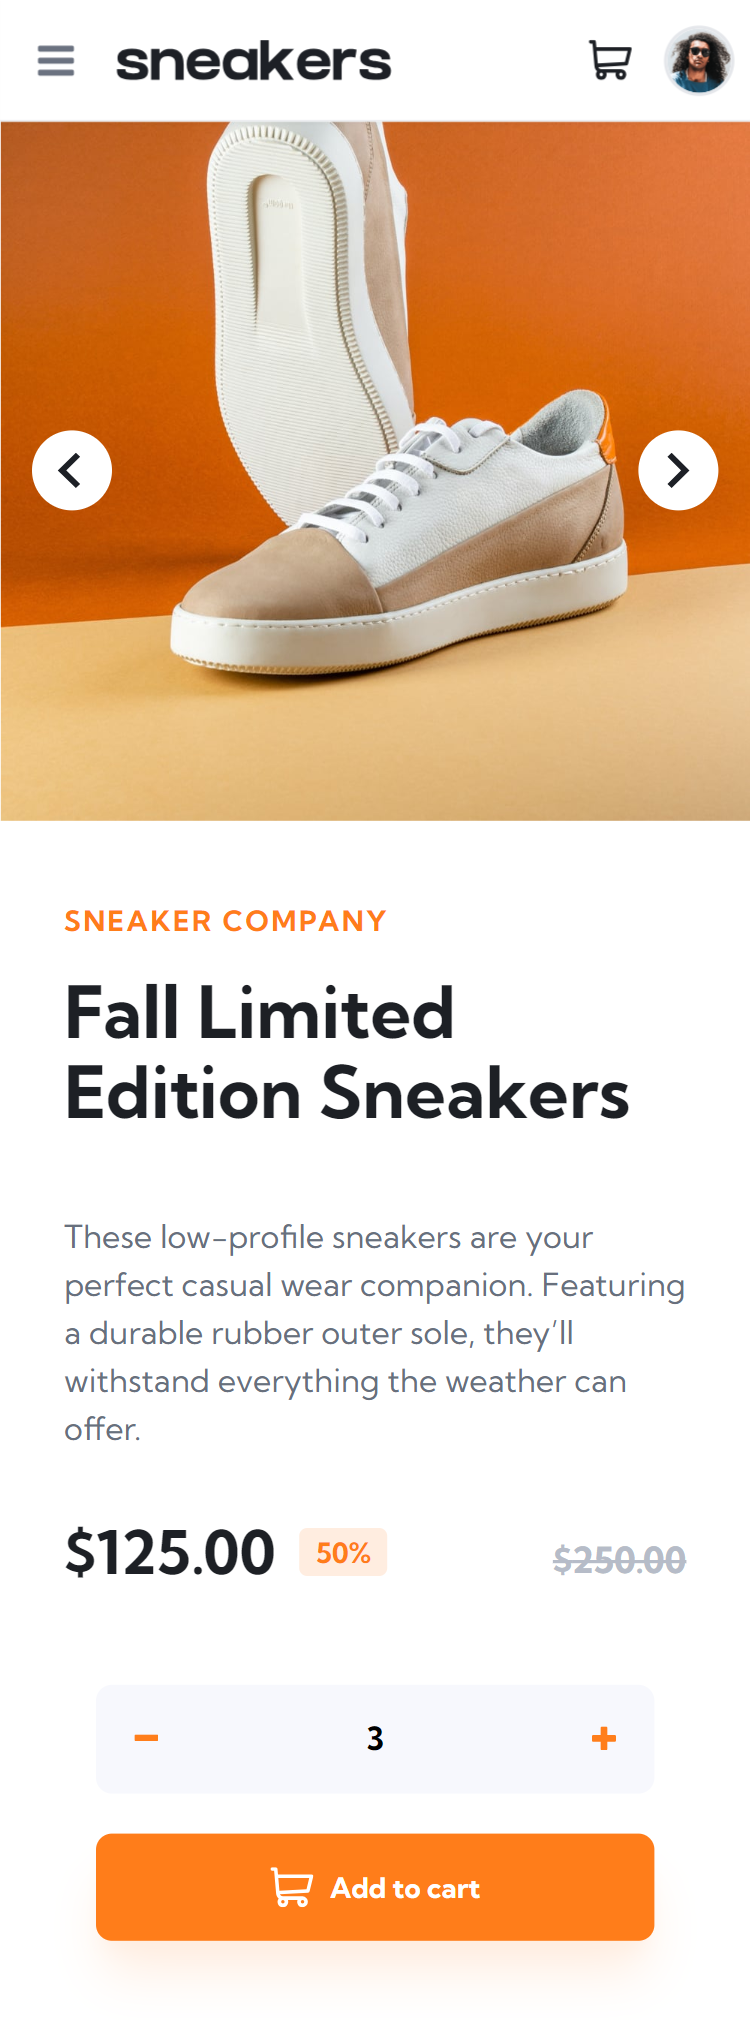 sneakers
SNEAKER COMPANY
Fall Limited
Edition Sneakers
These low-profile sneakers are your
perfect casual wear companion. Featuring
a durable rubber outer sole, they’ll
withstand everything the weather can
offer.
$125.00 50% $250.00
3
Add to cart